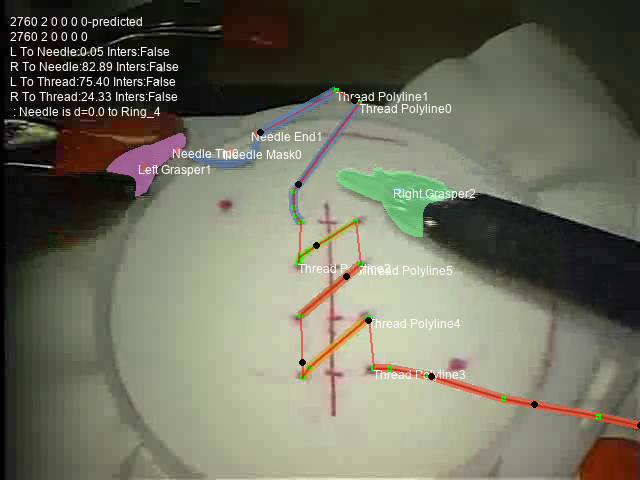 2760 2 0 0 0 0-predicted
2760 2 0 0 0 0
L To Needle:0.05 Inters:False
R To Needle:82.89 Inters:False
L To Thread:75.40 Inters:False
R To Thread:24.33 Inters:False
: Needle is d=0.0 to Ring_4
Thread Polyline1
Thread Polyline0
Needle End1
Needle Mask0
Left Grasper1
Right Grasper2
Thread Polyline5
Thread Polyline4
Thread Polyline3